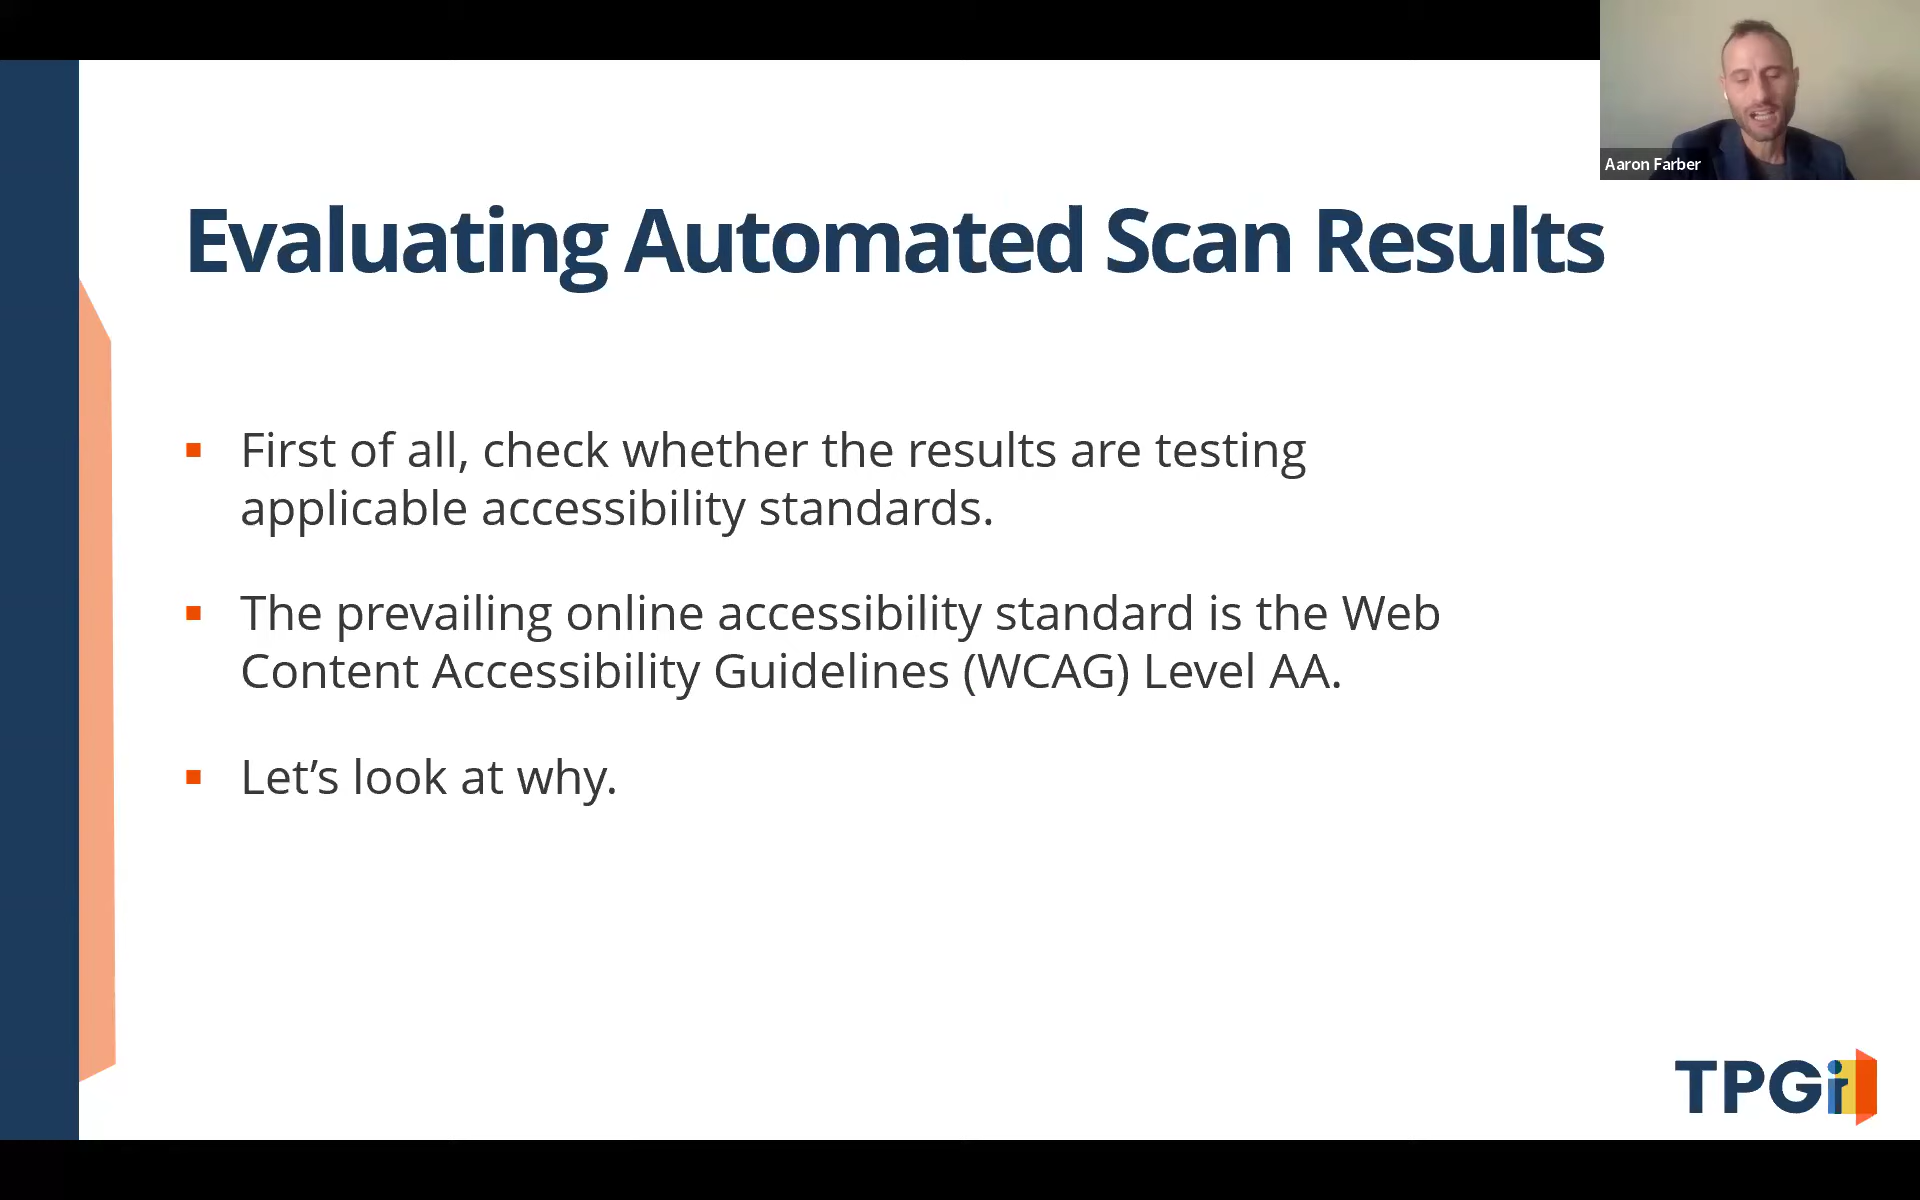 Aaron Farber
Evaluating Automated Scan Results
▪ First of all, check whether the results are testing
applicable accessibility standards.
▪ The prevailing online accessibility standard is the Web
Content Accessibility Guidelines (WCAG) Level AA.
▪ Let’s look at why.
TPGi